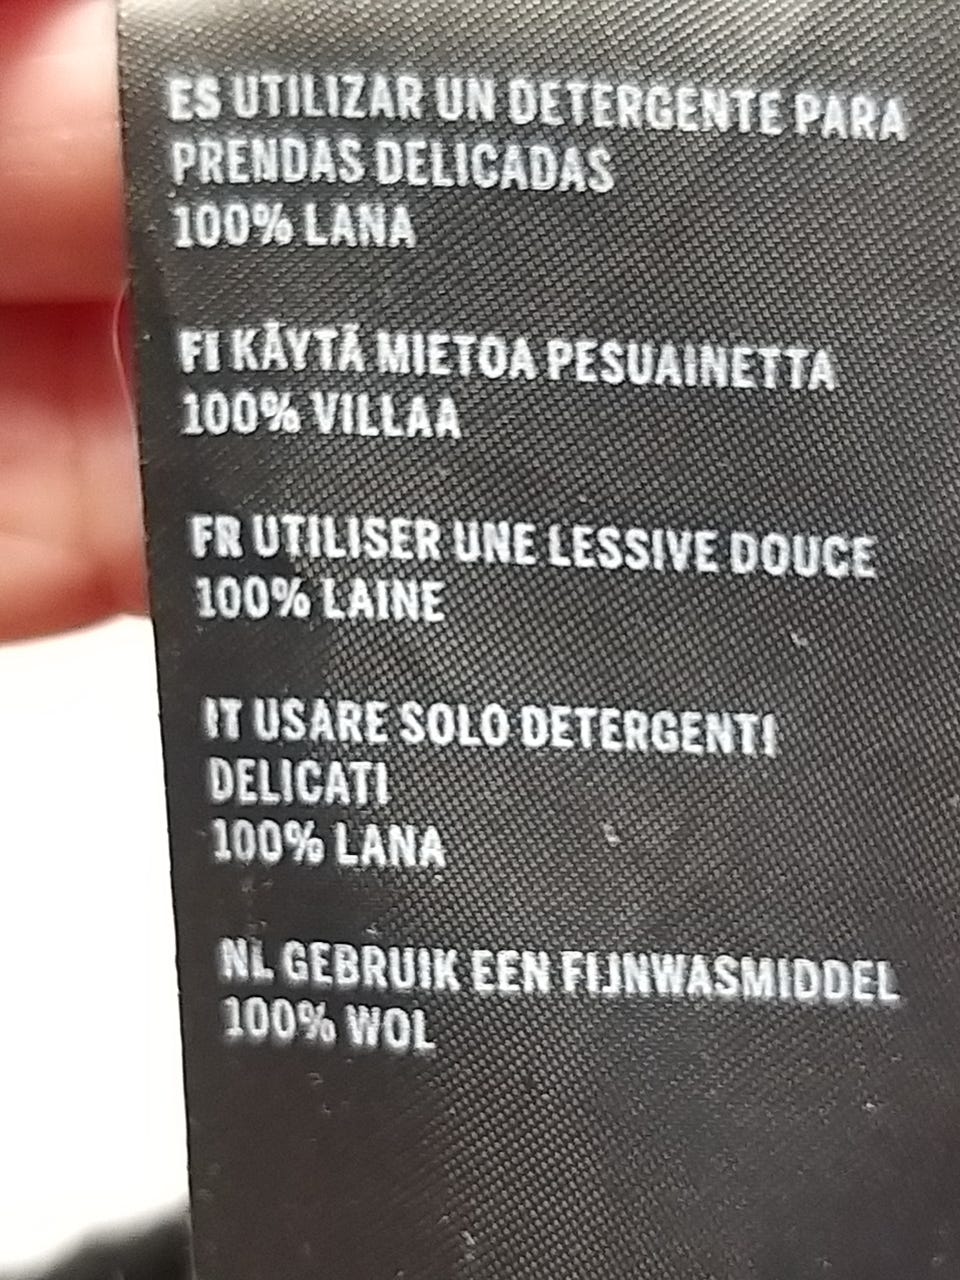 ES UTILIZAR UN DETERGENTE PARA
PRENDAS DELICADAS
100% LANA
FI KÄYTÄ MIETOA PESUAINETTA
100% VILLAA
FR UTILISER UNE LESSIVE DOUCE
100% LAINE
IT USARE SOLO DETERGENTI
DELICATI
100% LANA
NL GEBRUIK EEN FIJNWASMIDDEL
100% WOL